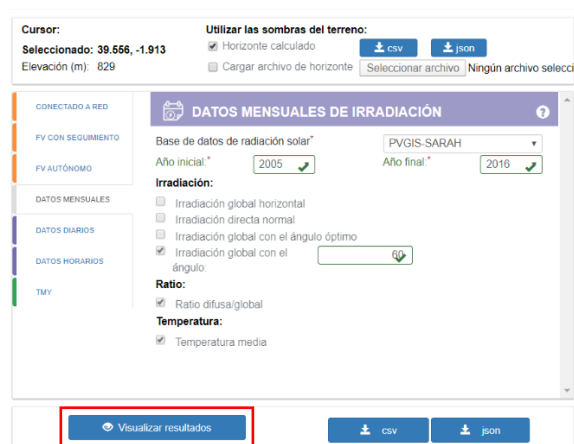 Cursor:
Utilizar las sombras del terreno:
Seleccionado: 39.556, -1.913
Horizonte calculado
csv
json
Elevación (m): 829
Cargar archivo de horizonte
Seleccionar archivo
Ningún archivo selecci
CONECTADO A RED
FV CON SEGUIMIENTO
FV AUTÓNOMO
DATOS MENSUALES
DATOS DIARIOS
DATOS HORARIOS
TMY
DATOS MENSUALES DE IRRADIACIÓN
?
Base de datos de radiación solar*
PVGIS-SARAH
Año inicial:*
2005
Año final:*
2016
Irradiación:
Irradiación global horizontal
Irradiación directa normal
Irradiación global con el ángulo óptimo
Irradiación global con el
ángulo:
60
Ratio:
Ratio difusa/global
Temperatura:
Temperatura media
Visualizar resultados
csv
json